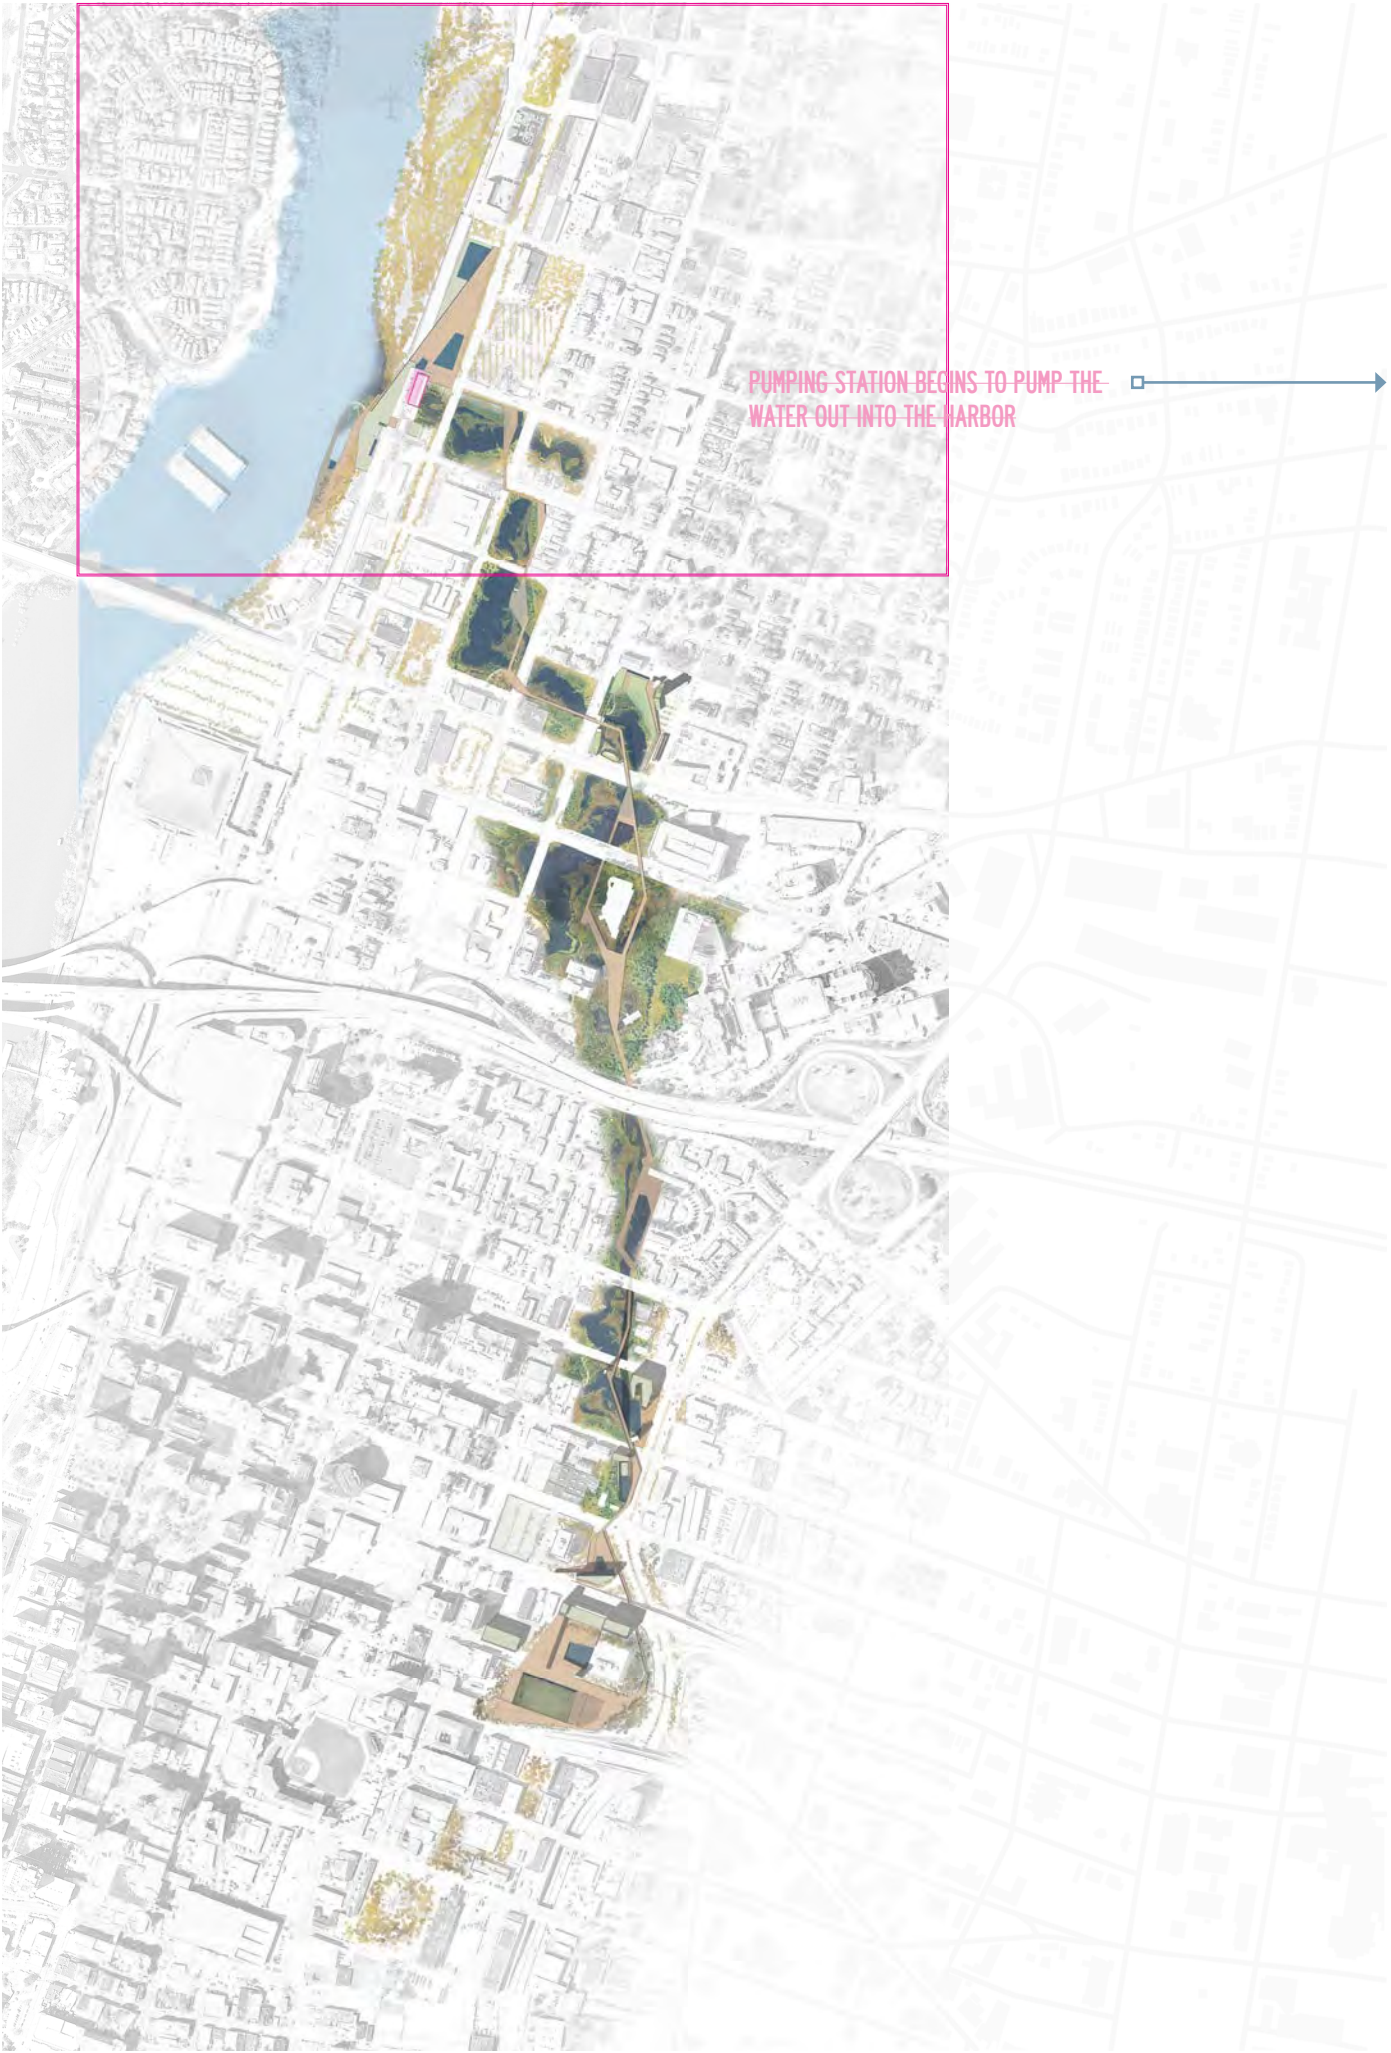 PUMPING STATION BEGINS TO PUMP THE
WATER OUT INTO THE HARBOR